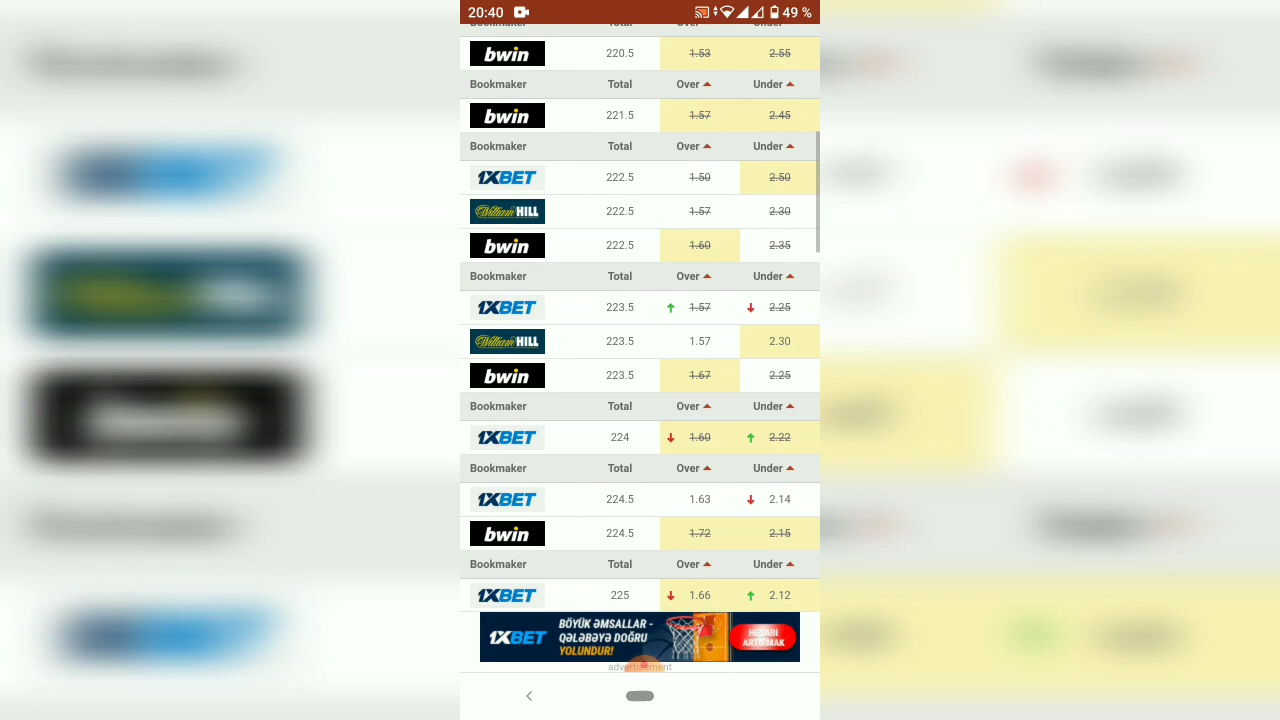 20:40 49 %
Bookmaker Total Over Under
bwin 220.5 1.53 2.55
Bookmaker Total Over Under
bwin 221.5 1.57 2.45
Bookmaker Total Over Under
1XBET 222.5 1.50 2.50
William HILL 222.5 1.57 2.30
bwin 222.5 1.60 2.35
Bookmaker Total Over Under
1XBET 223.5 1.57 2.25
William HILL 223.5 1.57 2.30
bwin 223.5 1.67 2.25
Bookmaker Total Over Under
1XBET 224 1.60 2.22
Bookmaker Total Over Under
1XBET 224.5 1.63 2.14
bwin 224.5 1.72 2.15
Bookmaker Total Over Under
1XBET 225 1.66 2.12
1XBET
BÖYÜK ƏMSALLAR -
QƏLƏBƏYƏ DOĞRU
YOLUNDUR!
HESABI
ARTIRMAK
advertisement